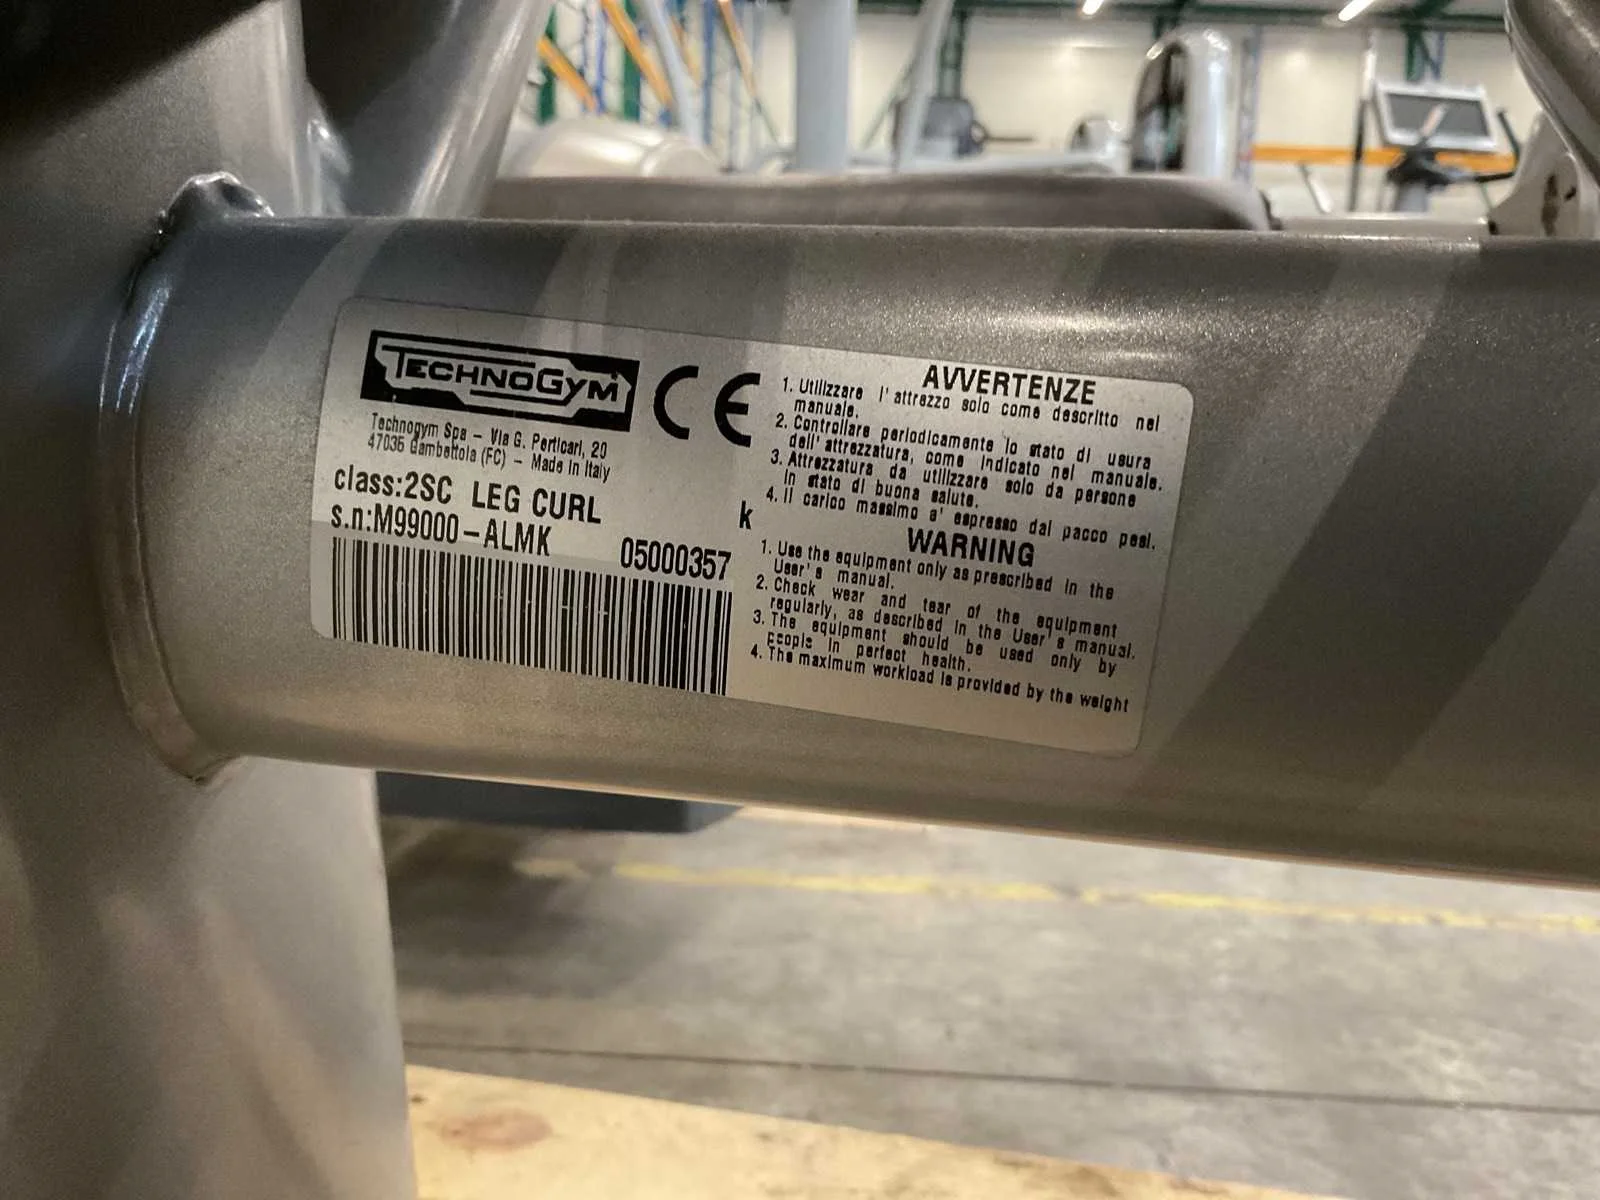 TECHNOGYM
CE
Technogym Spa – Via G. Perticari, 20
47035 Gambettola (FC) – Made in Italy
class:2SC LEG CURL
s.n:M99000-ALMK 05000357
k
AVVERTENZE
1. Utilizzare l'attrezzo solo come descritto nel
manuale.
2. Controllare periodicamente lo stato di usura
dell'attrezzatura, come indicato nel manuale.
3. Attrezzatura da utilizzare solo da persone
in stato di buona salute.
4. Il carico massimo a' espresso dal pacco pesi.
WARNING
1. Use the equipment only as prescribed in the
User's manual.
2. Check wear and tear of the equipment
regularly, as described in the User's manual.
3. The equipment should be used only by
people in perfect health.
4. The maximum workload is provided by the weight